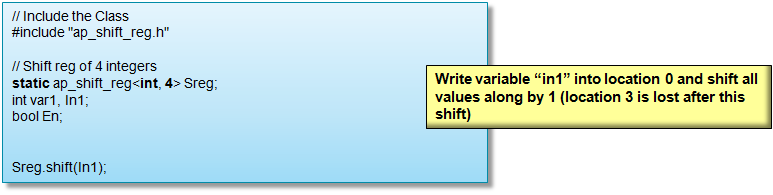 // Include the Class
#include "ap_shift_reg.h"
// Shift reg of 4 integers
static ap_shift_reg<int, 4> Sreg;
int var1, In1;
bool En;
Sreg.shift(In1);
Write variable “in1” into location 0 and shift all
values along by 1 (location 3 is lost after this
shift)